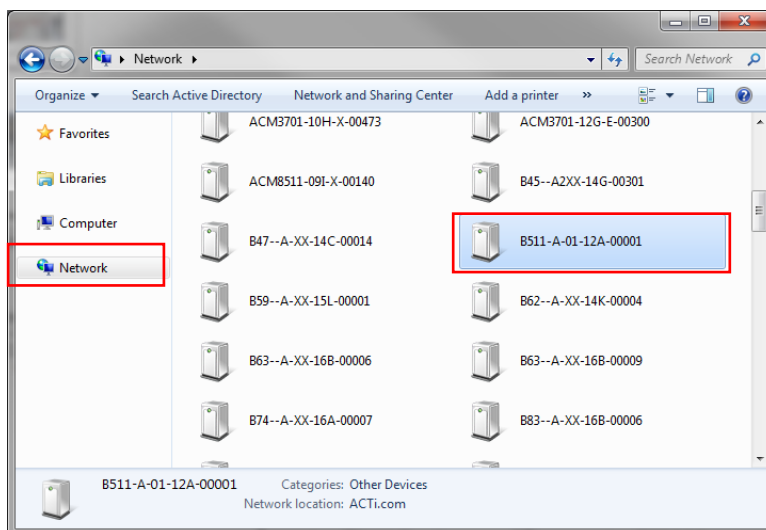 Network
Search Network
Organize
Search Active Directory
Network and Sharing Center
Add a printer
»
Favorites
Libraries
Computer
Network
ACM3701-10H-X-00473
ACM3701-12G-E-00300
ACM8511-09I-X-00140
B45--A2XX-14G-00301
B47--A-XX-14C-00014
B511-A-01-12A-00001
B59--A-XX-15L-00001
B62--A-XX-14K-00004
B63--A-XX-16B-00006
B63--A-XX-16B-00009
B74--A-XX-16A-00007
B83--A-XX-16B-00006
B511-A-01-12A-00001
Categories: Other Devices
Network location: ACTi.com